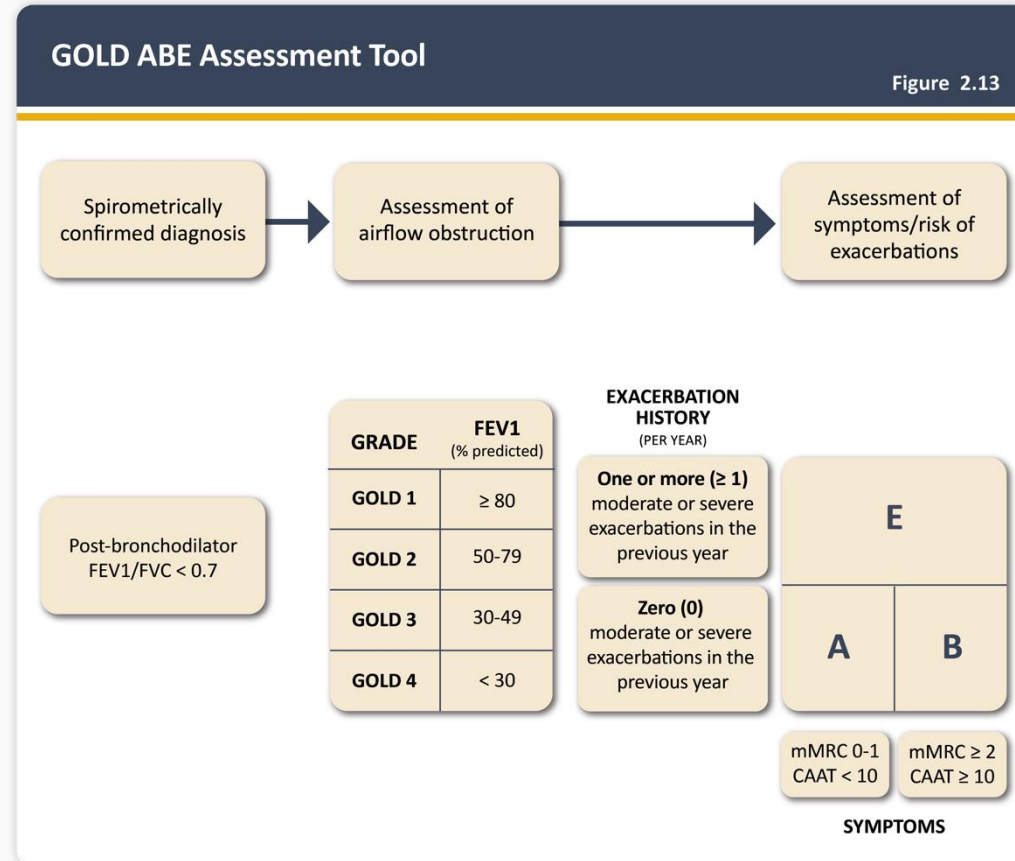 GOLD ABE Assessment Tool
Figure 2.13
Spirometrically
confirmed diagnosis
Assessment of
airflow obstruction
Assessment of
symptoms/risk of
exacerbations
Post-bronchodilator
FEV1/FVC < 0.7
GRADE
FEV1
(% predicted)
GOLD 1
≥ 80
GOLD 2
50-79
GOLD 3
30-49
GOLD 4
< 30
EXACERBATION
HISTORY
(PER YEAR)
One or more (≥ 1)
moderate or severe
exacerbations in the
previous year
Zero (0)
moderate or severe
exacerbations in the
previous year
E
A
B
mMRC 0-1
CAAT < 10
mMRC ≥ 2
CAAT ≥ 10
SYMPTOMS